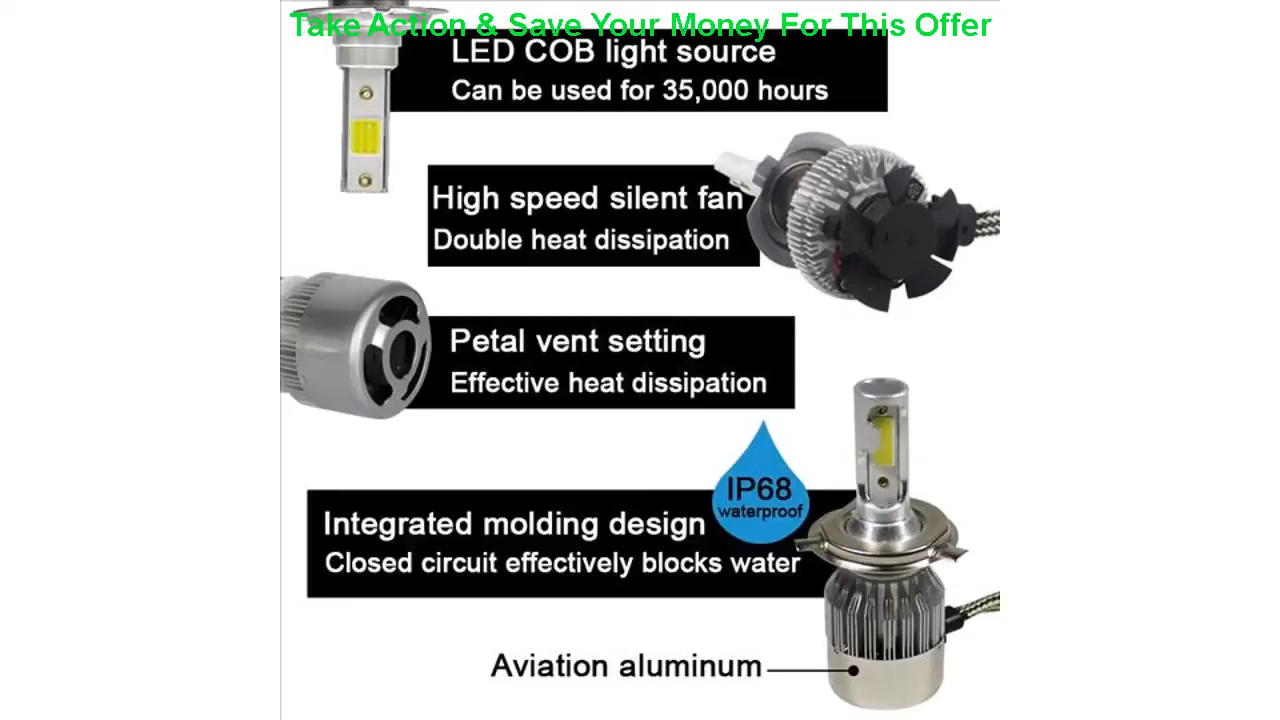 Take Action & Save Your Money For This Offer
LED COB light source
Can be used for 35,000 hours
High speed silent fan
Double heat dissipation
Petal vent setting
Effective heat dissipation
IP68
waterproof
Integrated molding design
Closed circuit effectively blocks water
Aviation aluminum